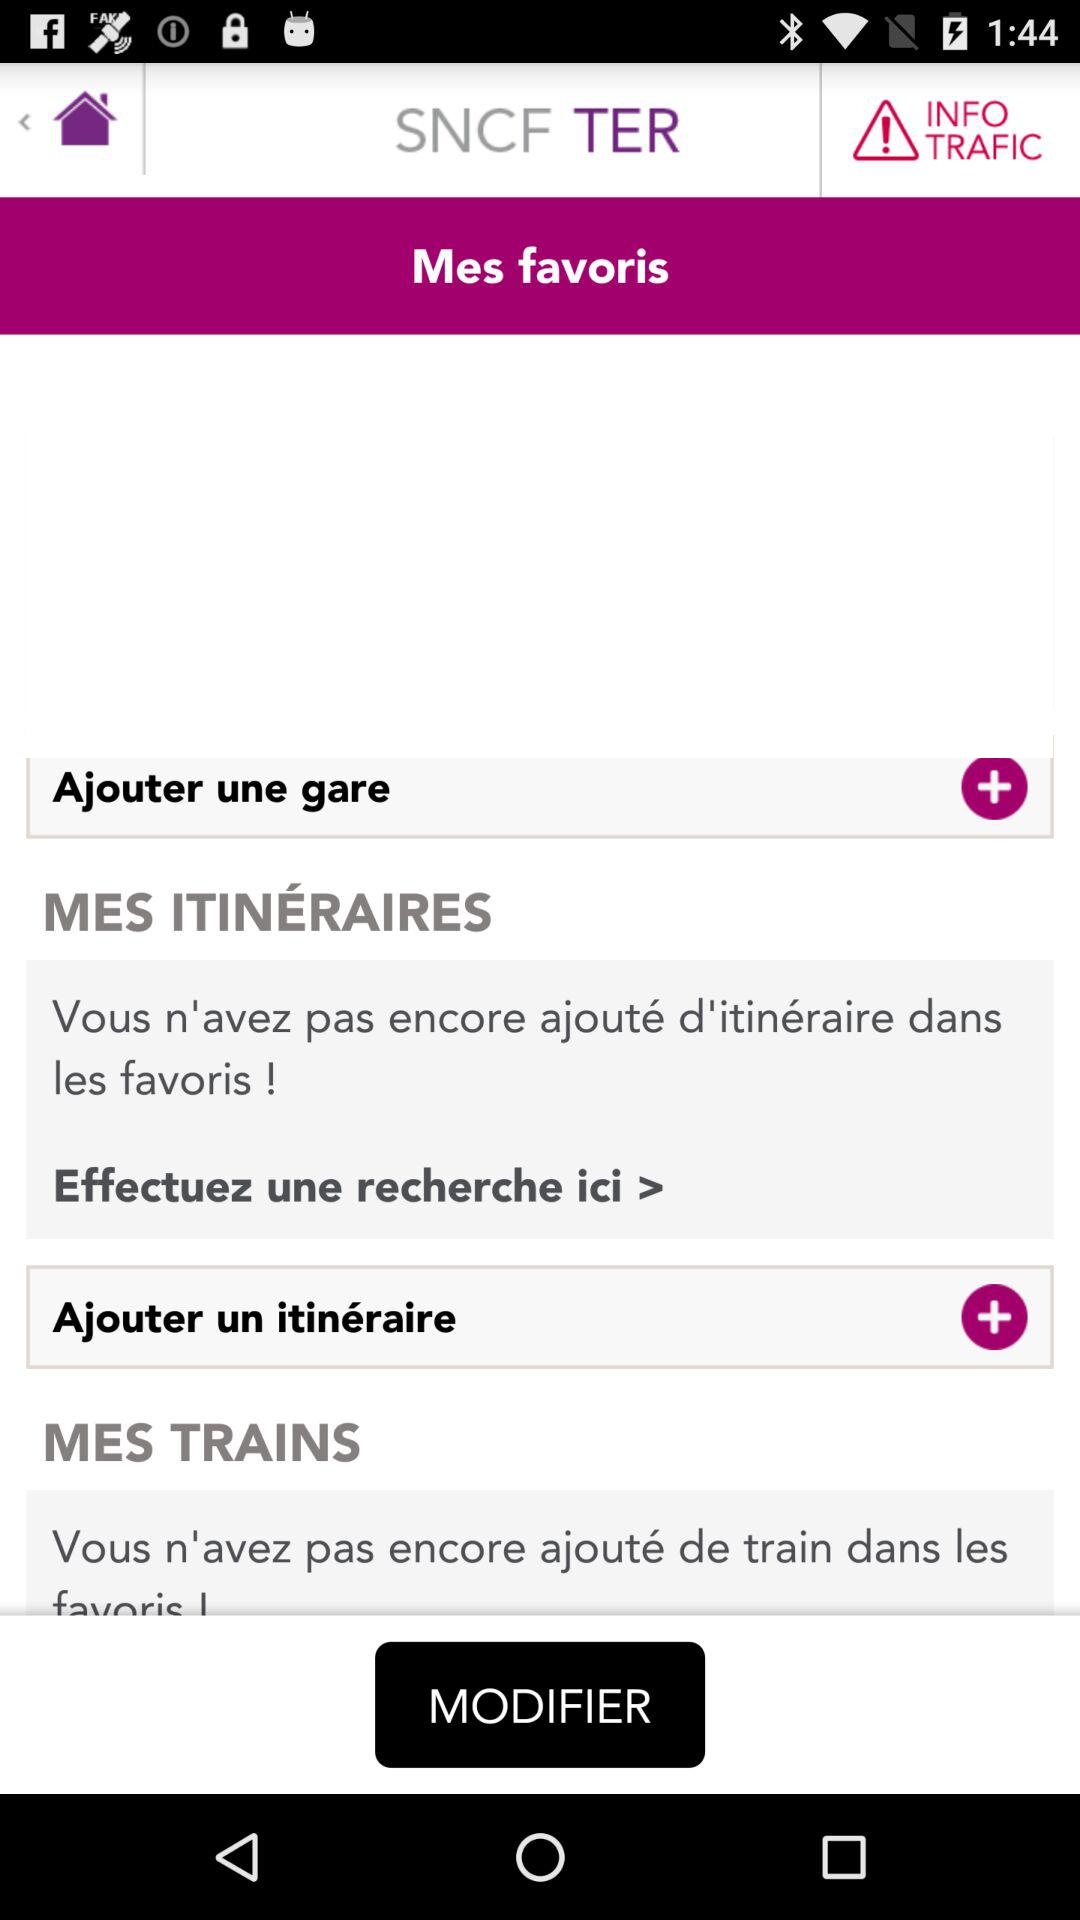 FAK 1:44
SNCF TER
INFO
TRAFIC
Mes favoris
Ajouter une gare
MES ITINÉRAIRES
Vous n'avez pas encore ajouté d'itinéraire dans
les favoris !
Effectuez une recherche ici >
Ajouter un itinéraire
MES TRAINS
Vous n'avez pas encore ajouté de train dans les
favoris !
MODIFIER